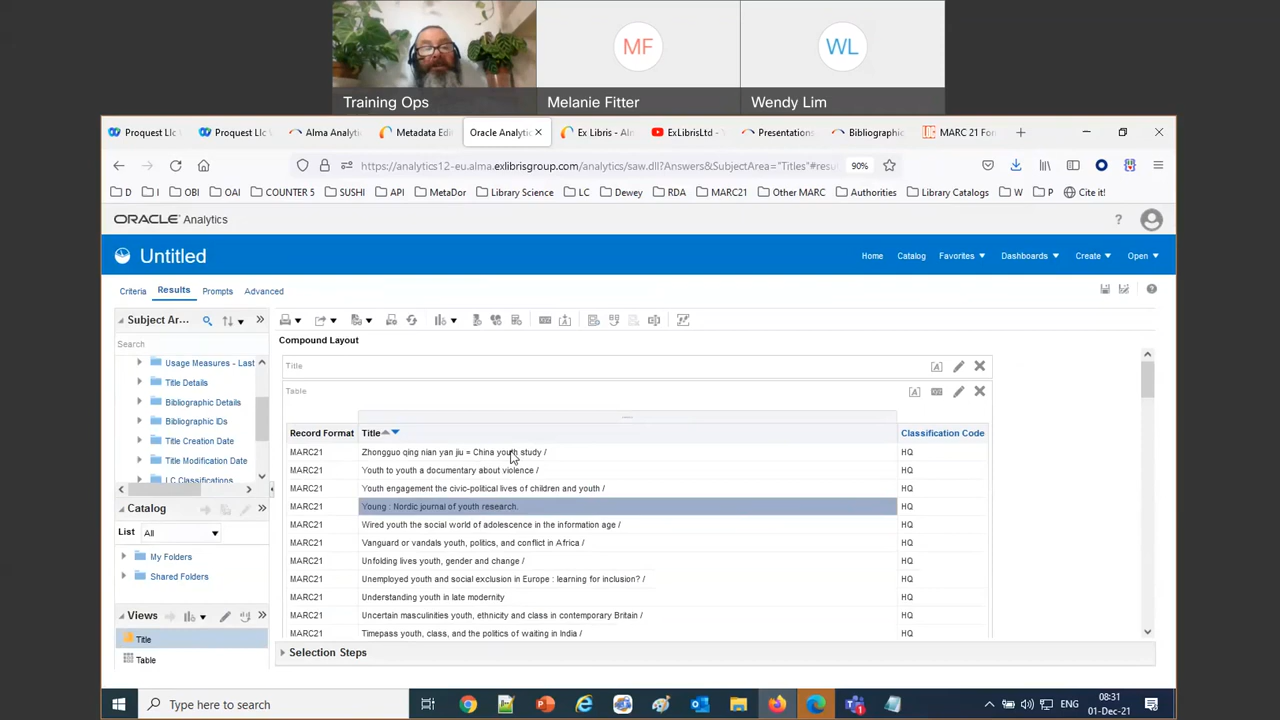 MF
WL
Training Ops
Melanie Fitter
Wendy Lim
Proquest Llc
Proquest Llc
Alma Analyti
Metadata Edi
Oracle Analytic
Ex Libris - Aln
ExLibrisLtd -
Presentations
Bibliographic
MARC 21 For
https://analytics12-eu.alma.exlibrisgroup.com/analytics/saw.dll?Answers&SubjectArea="Titles"#resu
90%
D
I
OBI
OAI
COUNTER 5
SUSHI
API
MetaDor
Library Science
LC
Dewey
RDA
MARC21
Other MARC
Authorities
Library Catalogs
W
P
Cite it!
ORACLE Analytics
Untitled
Home
Catalog
Favorites
Dashboards
Create
Open
Criteria
Results
Prompts
Advanced
Subject Ar...
Search
Usage Measures - Last
Title Details
Bibliographic Details
Bibliographic IDs
Title Creation Date
Title Modification Date
LC Classifications
Catalog
List All
My Folders
Shared Folders
Views
Title
Table
Compound Layout
Title
Table
Record Format Title Classification Code
MARC21 Zhongguo qing nian yan jiu = China youth study / HQ
MARC21 Youth to youth a documentary about violence / HQ
MARC21 Youth engagement the civic-political lives of children and youth / HQ
MARC21 Young : Nordic journal of youth research. HQ
MARC21 Wired youth the social world of adolescence in the information age / HQ
MARC21 Vanguard or vandals youth, politics, and conflict in Africa / HQ
MARC21 Unfolding lives youth, gender and change / HQ
MARC21 Unemployed youth and social exclusion in Europe : learning for inclusion? / HQ
MARC21 Understanding youth in late modernity HQ
MARC21 Uncertain masculinities youth, ethnicity and class in contemporary Britain / HQ
MARC21 Timepass youth, class, and the politics of waiting in India / HQ
Selection Steps
Type here to search
ENG
08:31
01-Dec-21